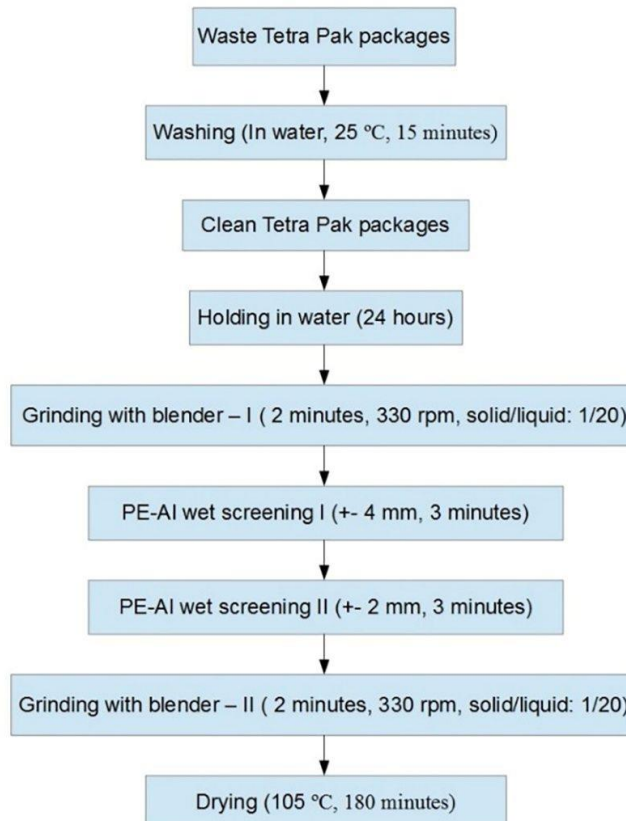 Waste Tetra Pak packages
Washing (In water, 25 ºC, 15 minutes)
Clean Tetra Pak packages
Holding in water (24 hours)
Grinding with blender – I ( 2 minutes, 330 rpm, solid/liquid: 1/20)
PE-Al wet screening I (+- 4 mm, 3 minutes)
PE-Al wet screening II (+- 2 mm, 3 minutes)
Grinding with blender – II ( 2 minutes, 330 rpm, solid/liquid: 1/20)
Drying (105 ºC, 180 minutes)